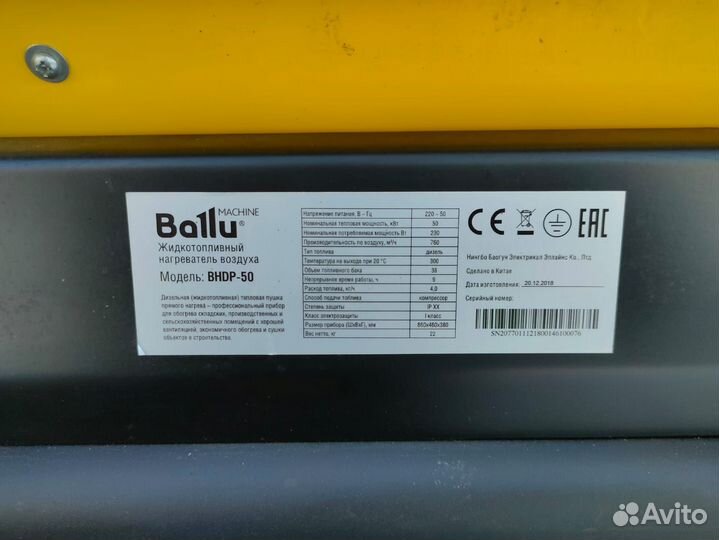 Ballu® MACHINE
Жидкотопливный
нагреватель воздуха
Модель: BHDP-50
Дизельная (жидкотопливная) тепловая пушка
прямого нагрева – профессиональный прибор
для обогрева складских, производственных и
сельскохозяйственных помещений с хорошей
вентиляцией, экономичного обогрева и сушки
объектов в строительстве.
Напряжение питания, В – Гц 220 – 50
Номинальная тепловая мощность, кВт 50
Номинальная потребляемая мощность Вт 230
Производительность по воздуху, м³/ч 760
Тип топлива дизель
Температура на выходе при 20 °С 300
Объем топливного бака 38
Непрерывное время работы, ч 9
Расход топлива, кг/ч 4,0
Способ подачи топлива компрессор
Степень защиты IP XX
Класс электрозащиты I класс
Размер прибора (ШхВхГ), мм 860х460х380
Вес нетто, кг 22
CE EAC
Нингбо Баогун Электрикал Эплайнс Ко., Лтд
Сделано в Китае
Дата изготовления: 20.12.2018
Серийный номер:
SN2077011121800146100076
Avito